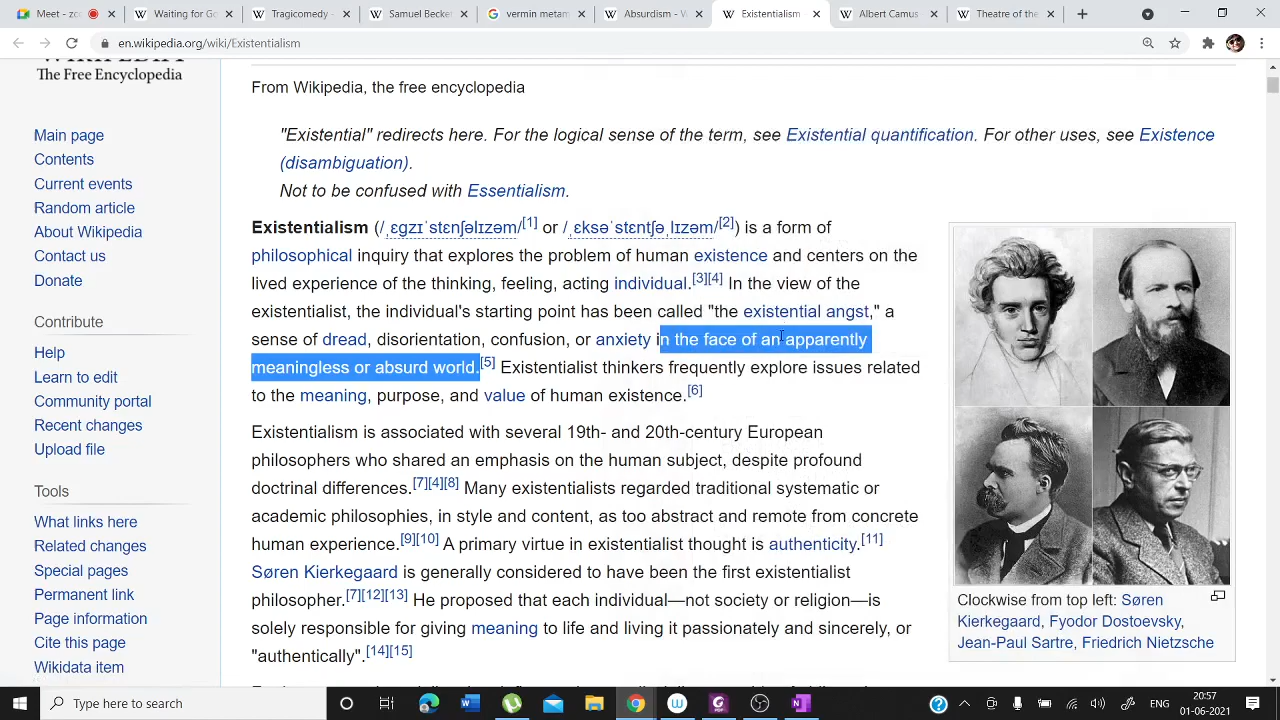 Meet - zco
Waiting for Ge
Tragicomedy -
Samuel Becke
vermin metam
Absurdism - W
Existentialism
Albert Camus
Theatre of the
en.wikipedia.org/wiki/Existentialism
The Free Encyclopedia
Main page
Contents
Current events
Random article
About Wikipedia
Contact us
Donate
Contribute
Help
Learn to edit
Community portal
Recent changes
Upload file
Tools
What links here
Related changes
Special pages
Permanent link
Page information
Cite this page
Wikidata item
From Wikipedia, the free encyclopedia
"Existential" redirects here. For the logical sense of the term, see Existential quantification. For other uses, see Existence
(disambiguation).
Not to be confused with Essentialism.
Existentialism (/ˌɛɡzɪˈstɛnʃəlɪzəm/[1] or /ˌɛksəˈstɛntʃəˌlɪzəm/[2]) is a form of
philosophical inquiry that explores the problem of human existence and centers on the
lived experience of the thinking, feeling, acting individual.[3][4] In the view of the
existentialist, the individual's starting point has been called "the existential angst," a
sense of dread, disorientation, confusion, or anxiety in the face of an apparently
meaningless or absurd world.[5] Existentialist thinkers frequently explore issues related
to the meaning, purpose, and value of human existence.[6]
Existentialism is associated with several 19th- and 20th-century European
philosophers who shared an emphasis on the human subject, despite profound
doctrinal differences.[7][4][8] Many existentialists regarded traditional systematic or
academic philosophies, in style and content, as too abstract and remote from concrete
human experience.[9][10] A primary virtue in existentialist thought is authenticity.[11]
Søren Kierkegaard is generally considered to have been the first existentialist
philosopher.[7][12][13] He proposed that each individual—not society or religion—is
solely responsible for giving meaning to life and living it passionately and sincerely, or
"authentically".[14][15]
Clockwise from top left: Søren
Kierkegaard, Fyodor Dostoevsky,
Jean-Paul Sartre, Friedrich Nietzsche
Type here to search
ENG
20:57
01-06-2021